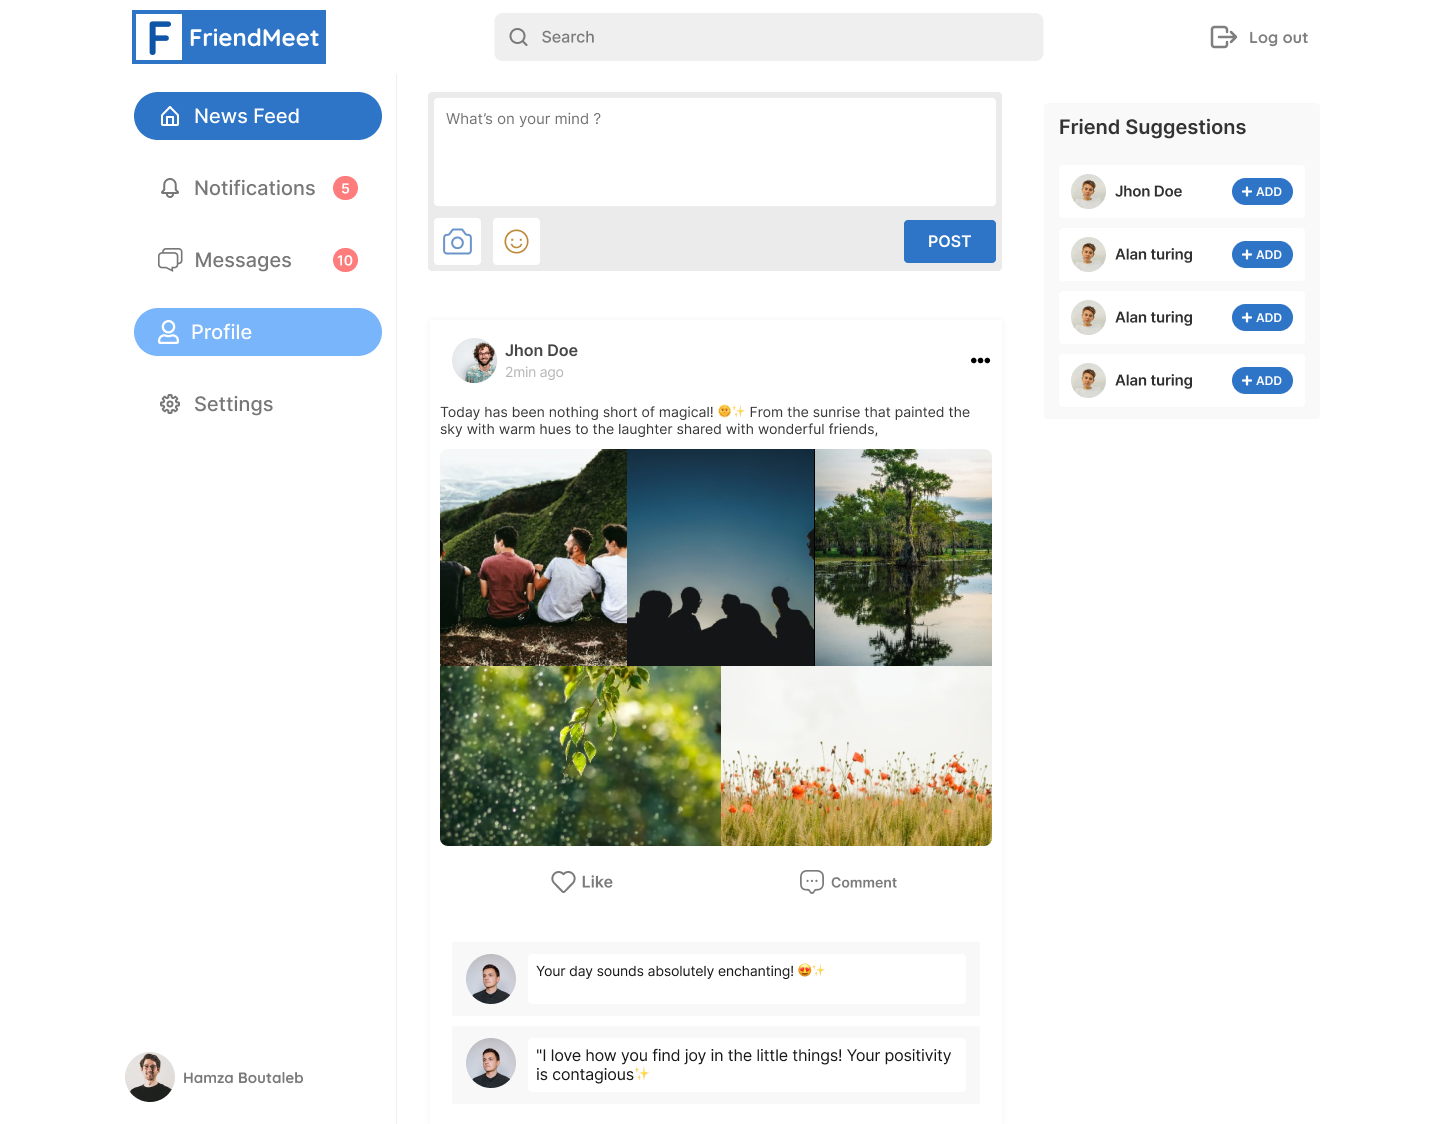 F FriendMeet
Search
Log out
News Feed
Notifications 5
Messages 10
Profile
Settings
Hamza Boutaleb
What's on your mind ?
POST
Jhon Doe
2min ago
Today has been nothing short of magical! 🌞✨ From the sunrise that painted the
sky with warm hues to the laughter shared with wonderful friends,
Like
Comment
Your day sounds absolutely enchanting! 😍✨
"I love how you find joy in the little things! Your positivity
is contagious✨
Friend Suggestions
Jhon Doe + ADD
Alan turing + ADD
Alan turing + ADD
Alan turing + ADD